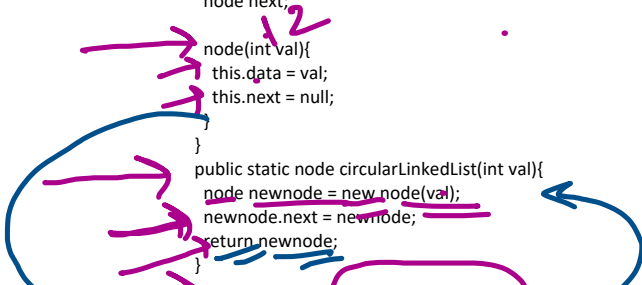 node next;
12
node(int val){
this.data = val;
this.next = null;
}
}
public static node circularLinkedList(int val){
node newnode = new node(val);
newnode.next = newnode;
return newnode;
}